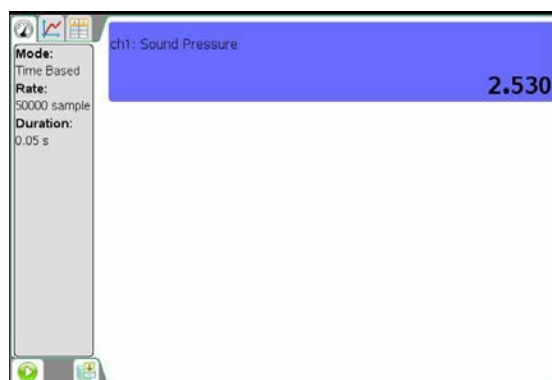 Mode:
Time Based
Rate:
50000 sample
Duration:
0.05 s
ch1: Sound Pressure
2.530